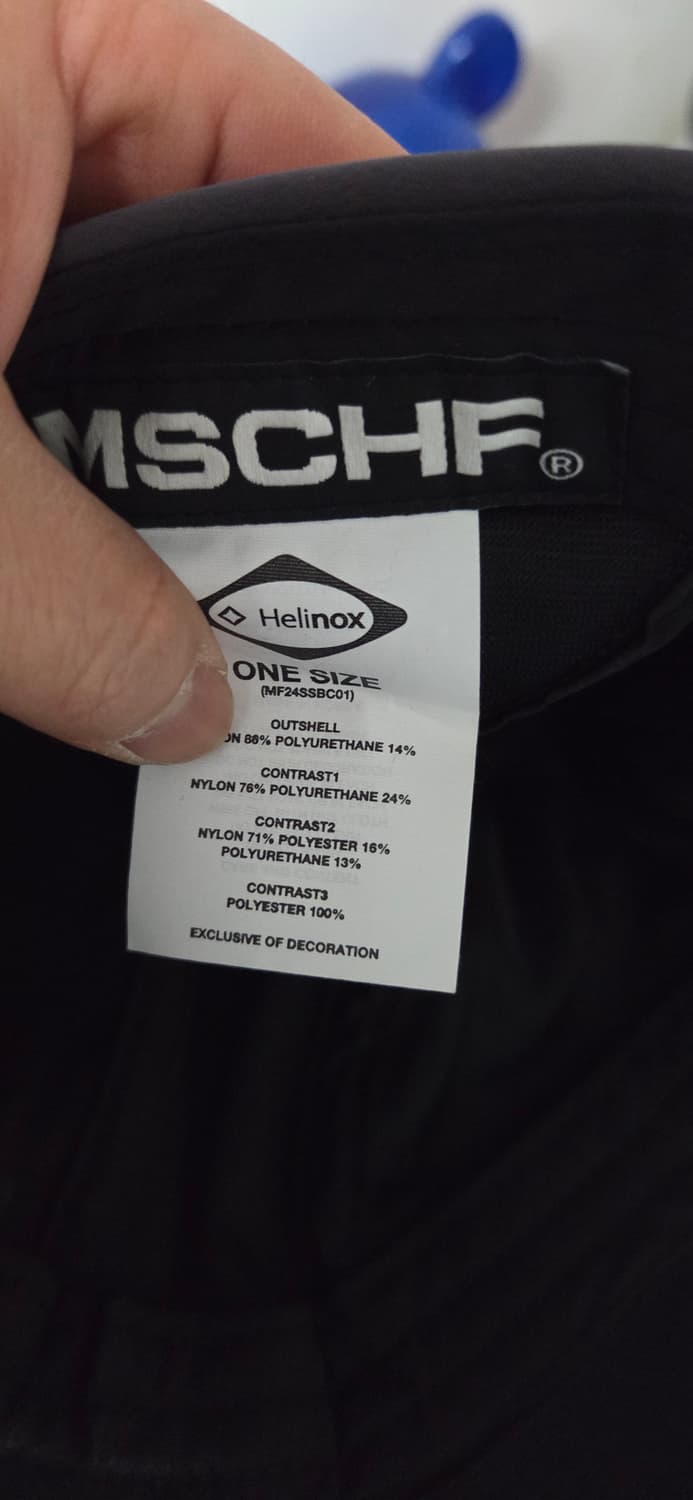 MSCHF®
Helinox
ONE SIZE
(MF24SSBC01)
OUTSHELL
ON 86% POLYURETHANE 14%
CONTRAST1
NYLON 76% POLYURETHANE 24%
CONTRAST2
NYLON 71% POLYESTER 16%
POLYURETHANE 13%
CONTRAST3
POLYESTER 100%
EXCLUSIVE OF DECORATION